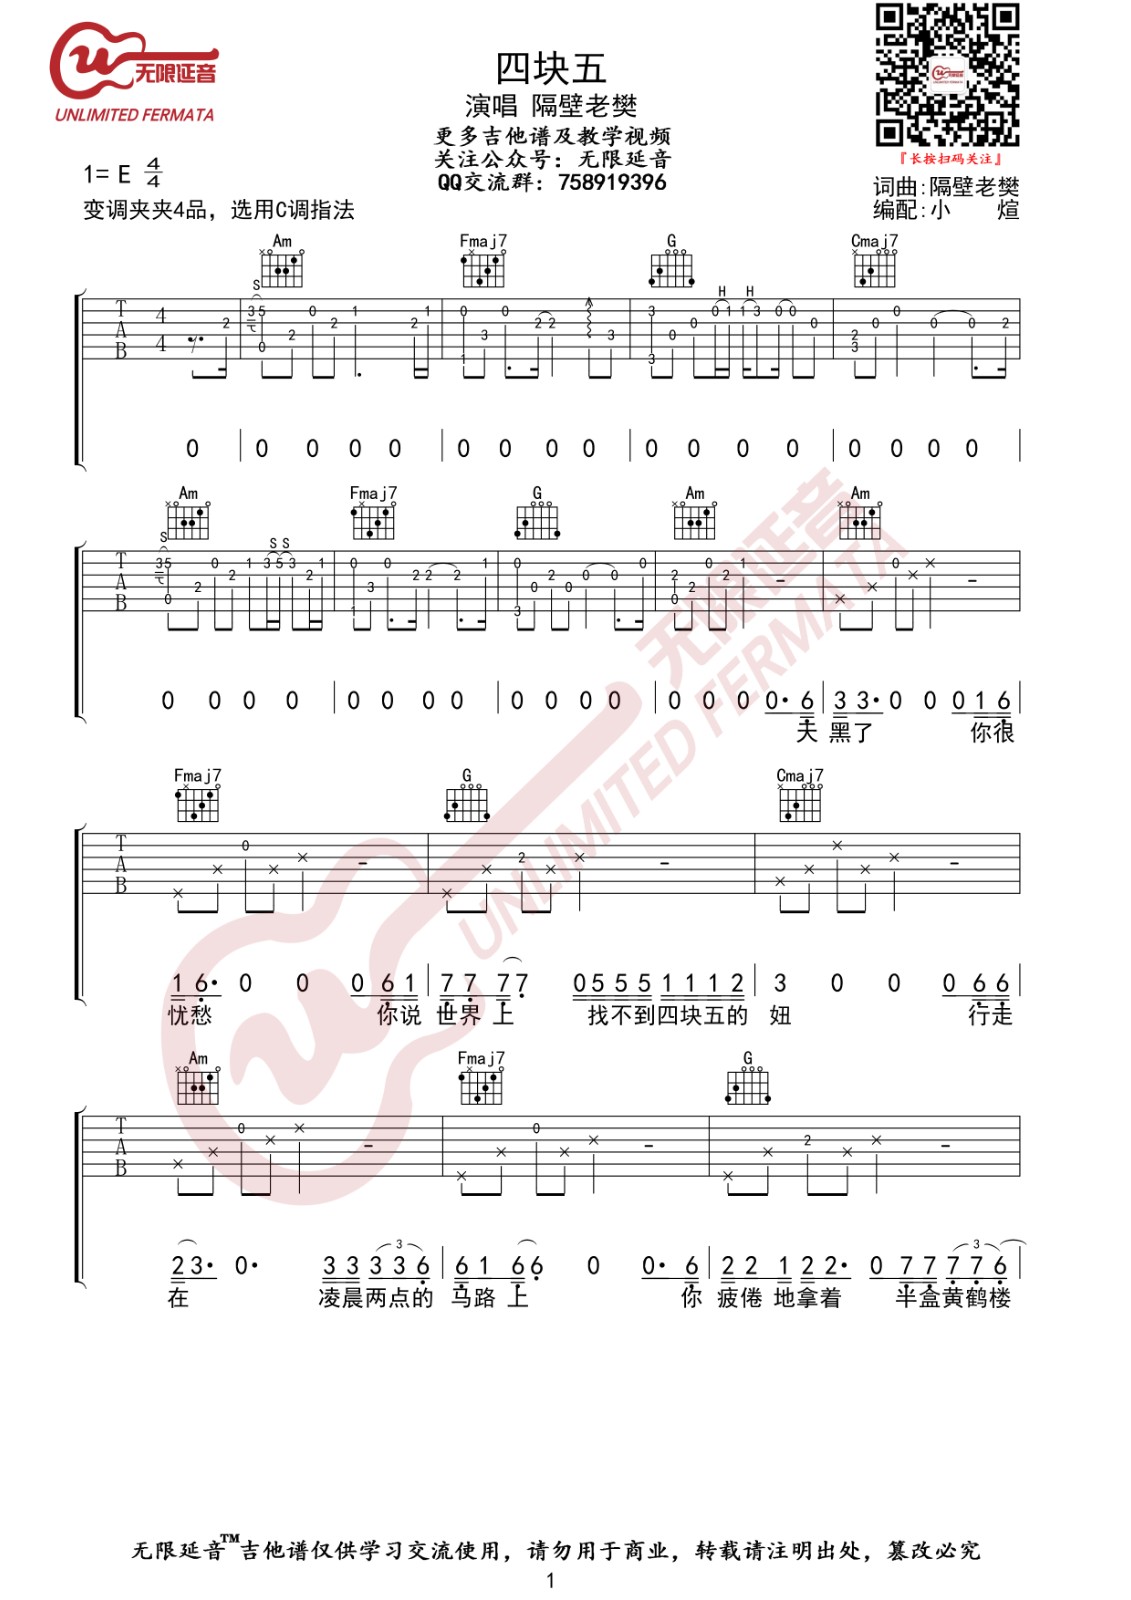 无限延音
UNLIMITED FERMATA
四块五
演唱 隔壁老樊
更多吉他谱及教学视频
关注公众号：无限延音
QQ交流群：758919396
『长按扫码关注』
1= E 4/4
变调夹夹4品，选用C调指法
词曲:隔壁老樊
编配:小 煊
Am Fmaj7 G Cmaj7
S H H
T A B 4 4
0 0 0 0 0 0 0 0 0 0 0 0 0 0 0 0 0
Am Fmaj7 G Am Am
S S S
T A B
0 0 0 0 0 0 0 0 0 0 0 0 0 0 0 0· 6 3 3· 0 0 0 1 6
天 黑了 你很
Fmaj7 G Cmaj7
T A B
1 6· 0 0 0 6 1 7 7 7 7 0 5 5 5 1 1 1 2 3 0 0 0 6 6
忧愁 你说 世界 上 找不到四块五的 妞 行走
Am Fmaj7 G
T A B
2 3· 0· 3 3 3 3 6 6 1 6 6 0 0· 6 2 2 1 2 2· 0 7 7 7 7 6
在 凌晨两点的 马路 上 你 疲倦 地拿着 半盒黄鹤楼
无限延音
UNLIMITED FERMATA
无限延音™吉他谱仅供学习交流使用，请勿用于商业，转载请注明出处，篡改必究
1